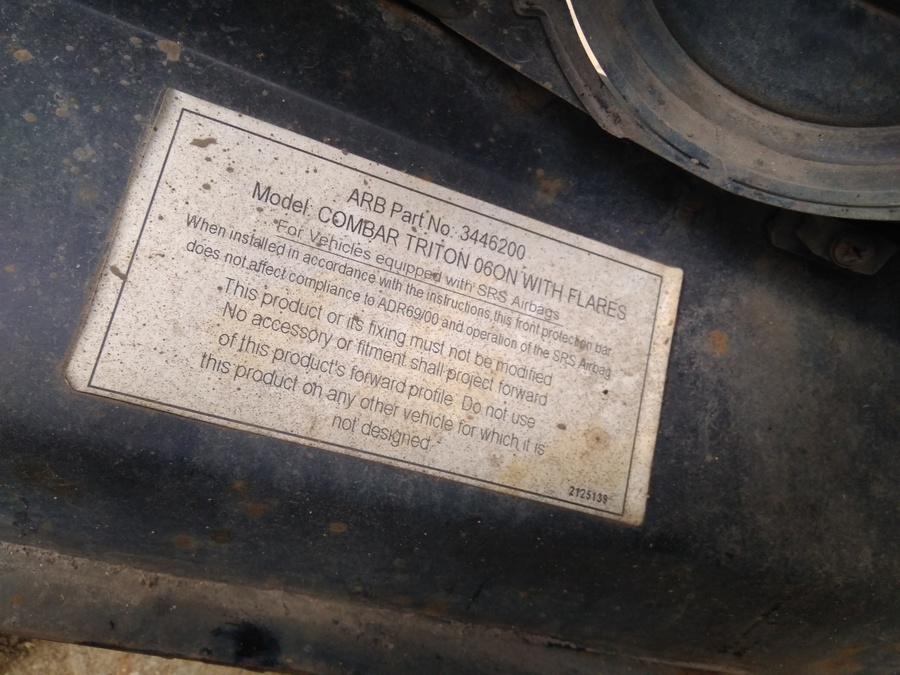 ARB Part No: 3446200
Model: COMBAR TRITON 06ON WITH FLARES
For Vehicles equipped with SRS Airbags
When installed in accordance with the instructions, this front protection bar
does not affect compliance to ADR69/00 and operation of the SRS Airbag
This product or its fixing must not be modified
No accessory or fitment shall project forward
of this product's forward profile. Do not use
this product on any other vehicle for which it is
not designed.
2125138